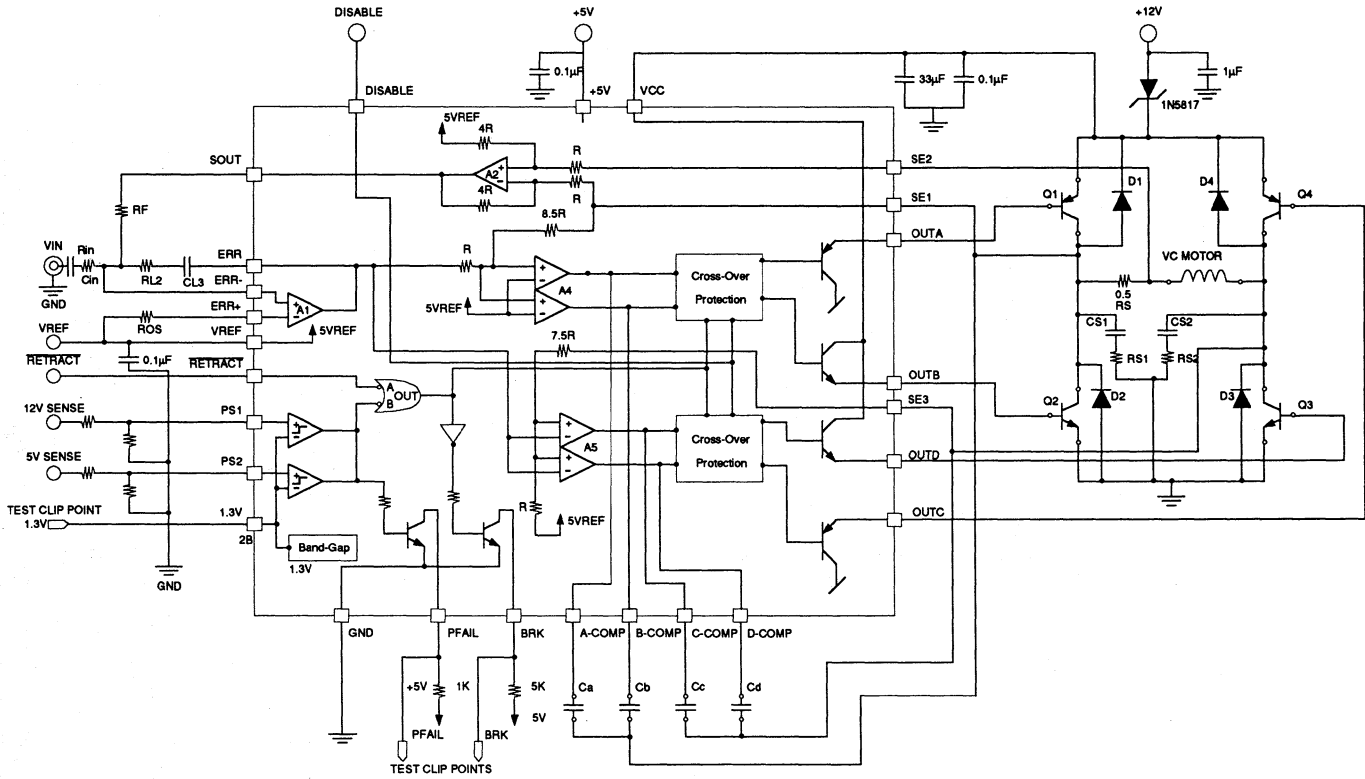 DISABLE
+5V
+12V
0.1µF
33µF
0.1µF
1µF
1N5817
DISABLE
+5V
VCC
5VREF
4R
R
SOUT
A2
+
−
SE2
4R
R
D1
D4
Q1
Q4
RF
8.5R
SE1
OUTA
VIN
Rin
Cin
RL2
CL3
ERR
R
A4
Cross-Over
Protection
VC MOTOR
0.5
RS
GND
ERR-
ERR+
A1
5VREF
VREF
ROS
VREF
5VREF
CS1
CS2
RS1
RS2
RETRACT
0.1µF
RETRACT
7.5R
OUTB
A
B
OUT
SE3
12V SENSE
PS1
Q2
D2
D3
Q3
A5
Cross-Over
Protection
5V SENSE
PS2
OUTD
TEST CLIP POINT
1.3V
1.3V
2B
R
5VREF
OUTC
Band-Gap
1.3V
GND
GND
PFAIL
BRK
A-COMP
B-COMP
C-COMP
D-COMP
+5V
1K
5K
5V
Ca
Cb
Cc
Cd
PFAIL
BRK
TEST CLIP POINTS